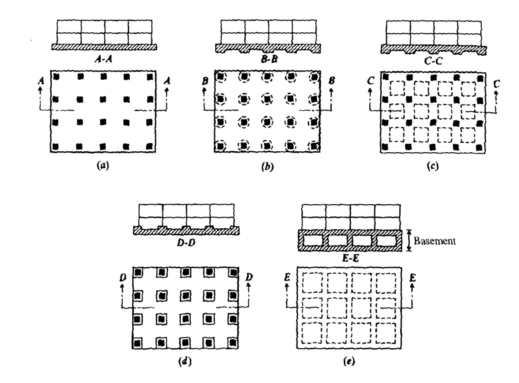 A-A
B-B
C-C
A A
B B
C C
(a)
(b)
(c)
D-D
Basement
E-E
D D
E E
(d)
(e)